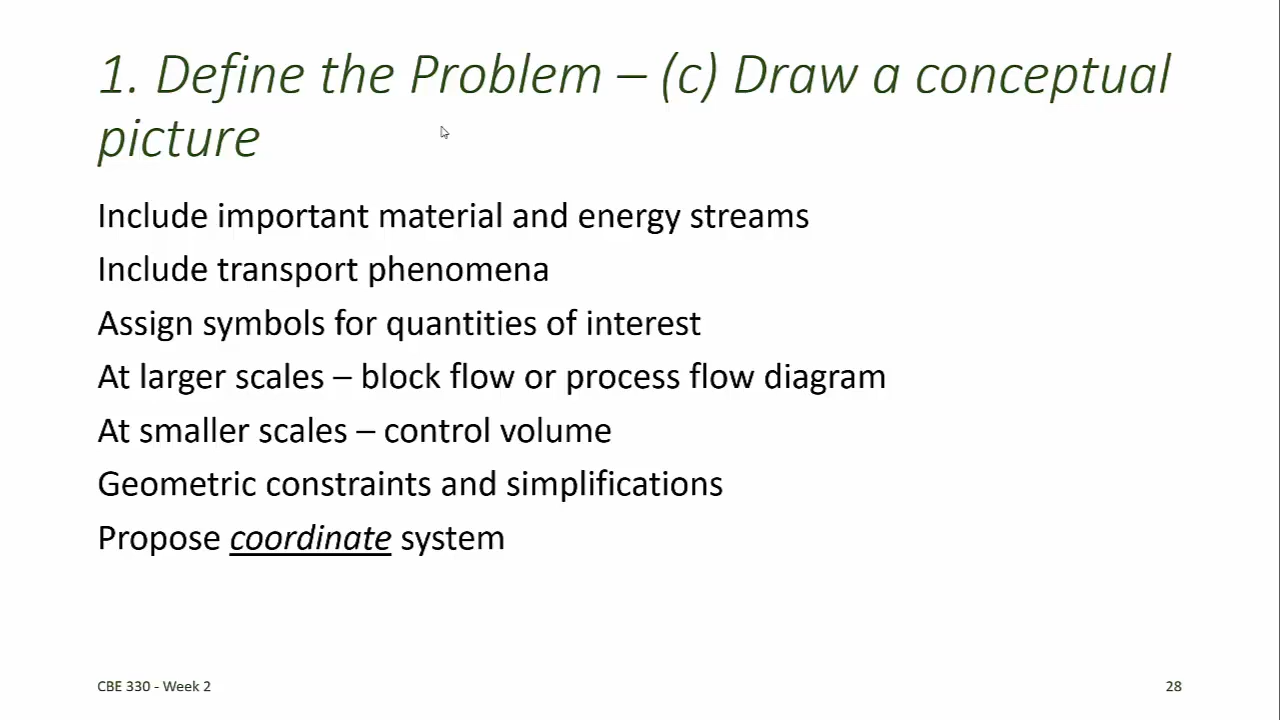 1. Define the Problem – (c) Draw a conceptual
picture
Include important material and energy streams
Include transport phenomena
Assign symbols for quantities of interest
At larger scales – block flow or process flow diagram
At smaller scales – control volume
Geometric constraints and simplifications
Propose coordinate system
CBE 330 - Week 2
28